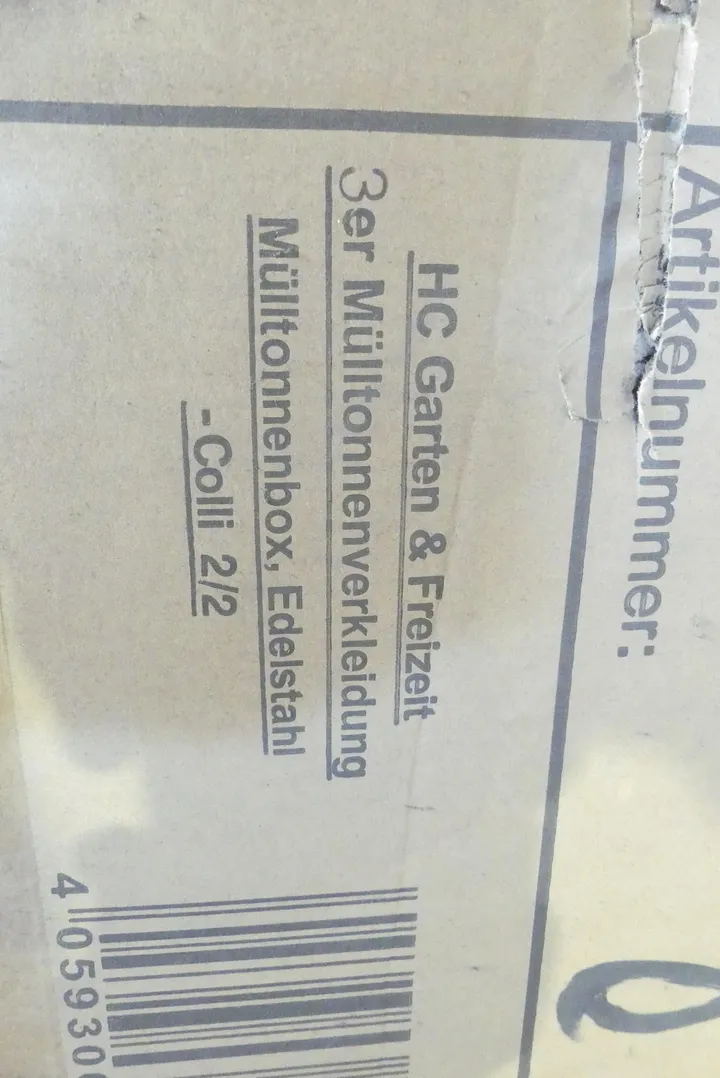 Artikelnummer:
HC Garten & Freizeit
3er Mülltonnenverkleidung
Mülltonnenbox, Edelstahl
-Colli 2/2
4 05930